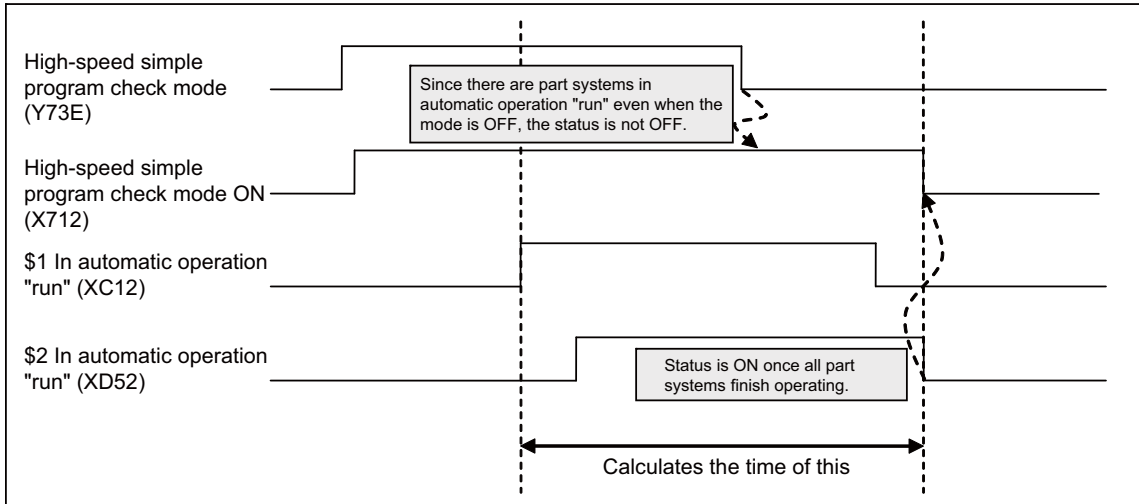 High-speed simple
program check mode
(Y73E)
Since there are part systems in
automatic operation "run" even when the
mode is OFF, the status is not OFF.
High-speed simple
program check mode ON
(X712)
$1 In automatic operation
"run" (XC12)
$2 In automatic operation
"run" (XD52)
Status is ON once all part
systems finish operating.
Calculates the time of this